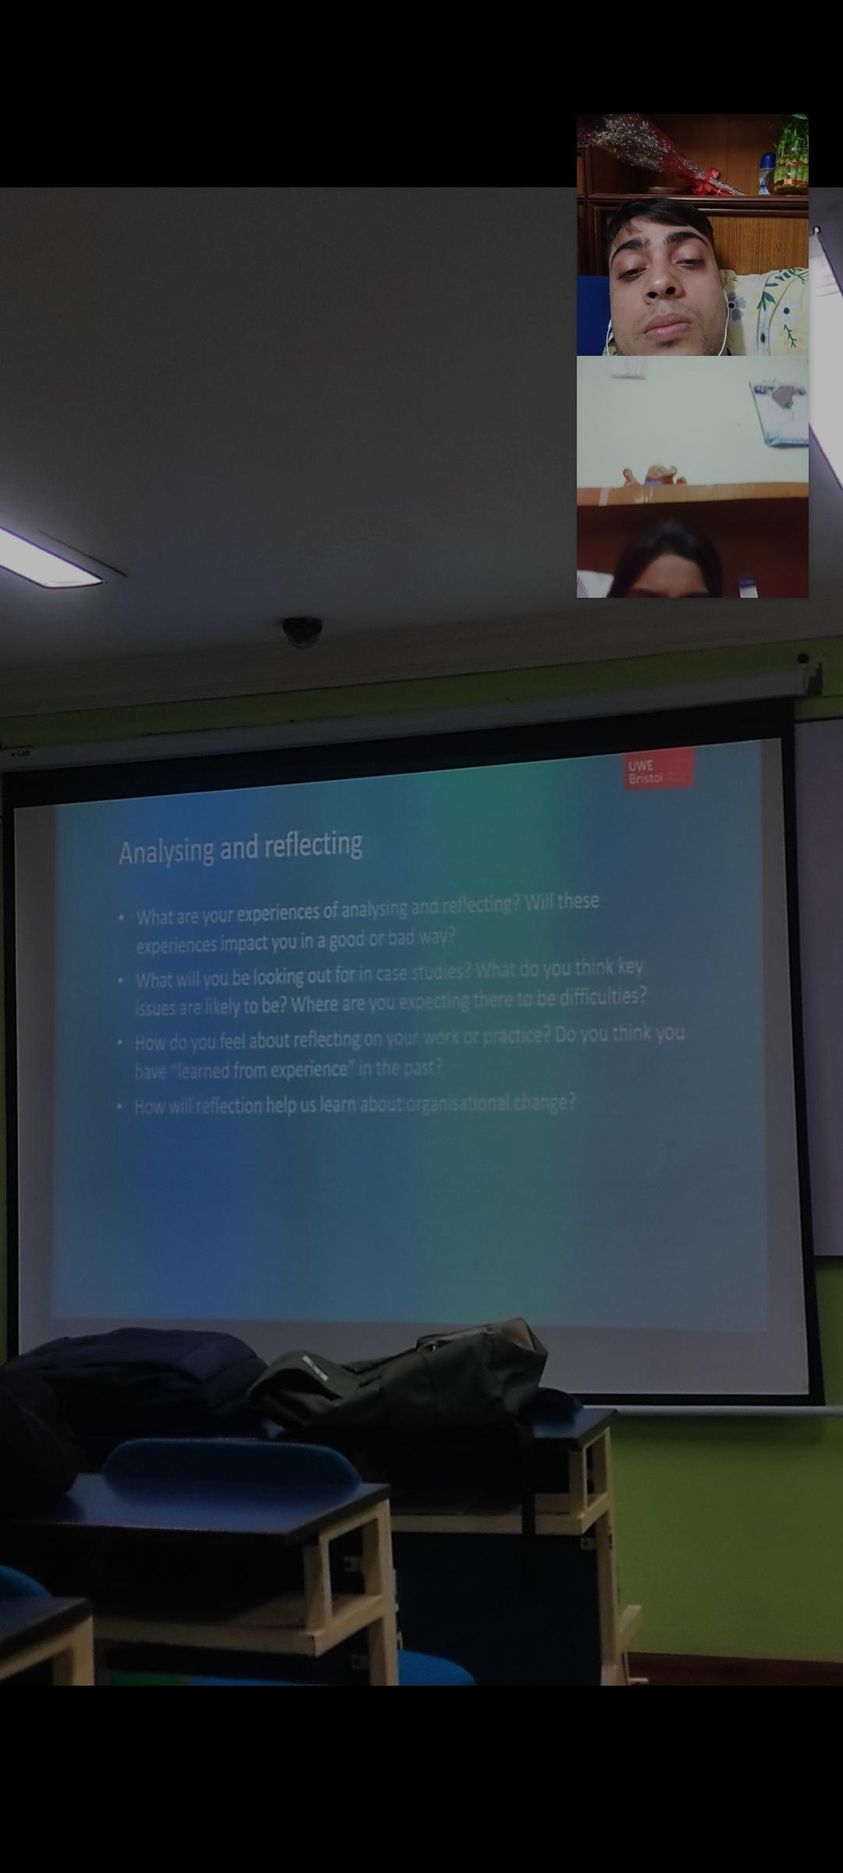 UWE
Bristol
Analysing and reflecting
• What are your experiences of analysing and reflecting? Will these
experiences impact you in a good or bad way?
• What will you be looking out for in case studies? What do you think key
issues are likely to be? Where are you expecting there to be difficulties?
• How do you feel about reflecting on your work or practice? Do you think you
have “learned from experience” in the past?
• How will reflection help us learn about organisational change?